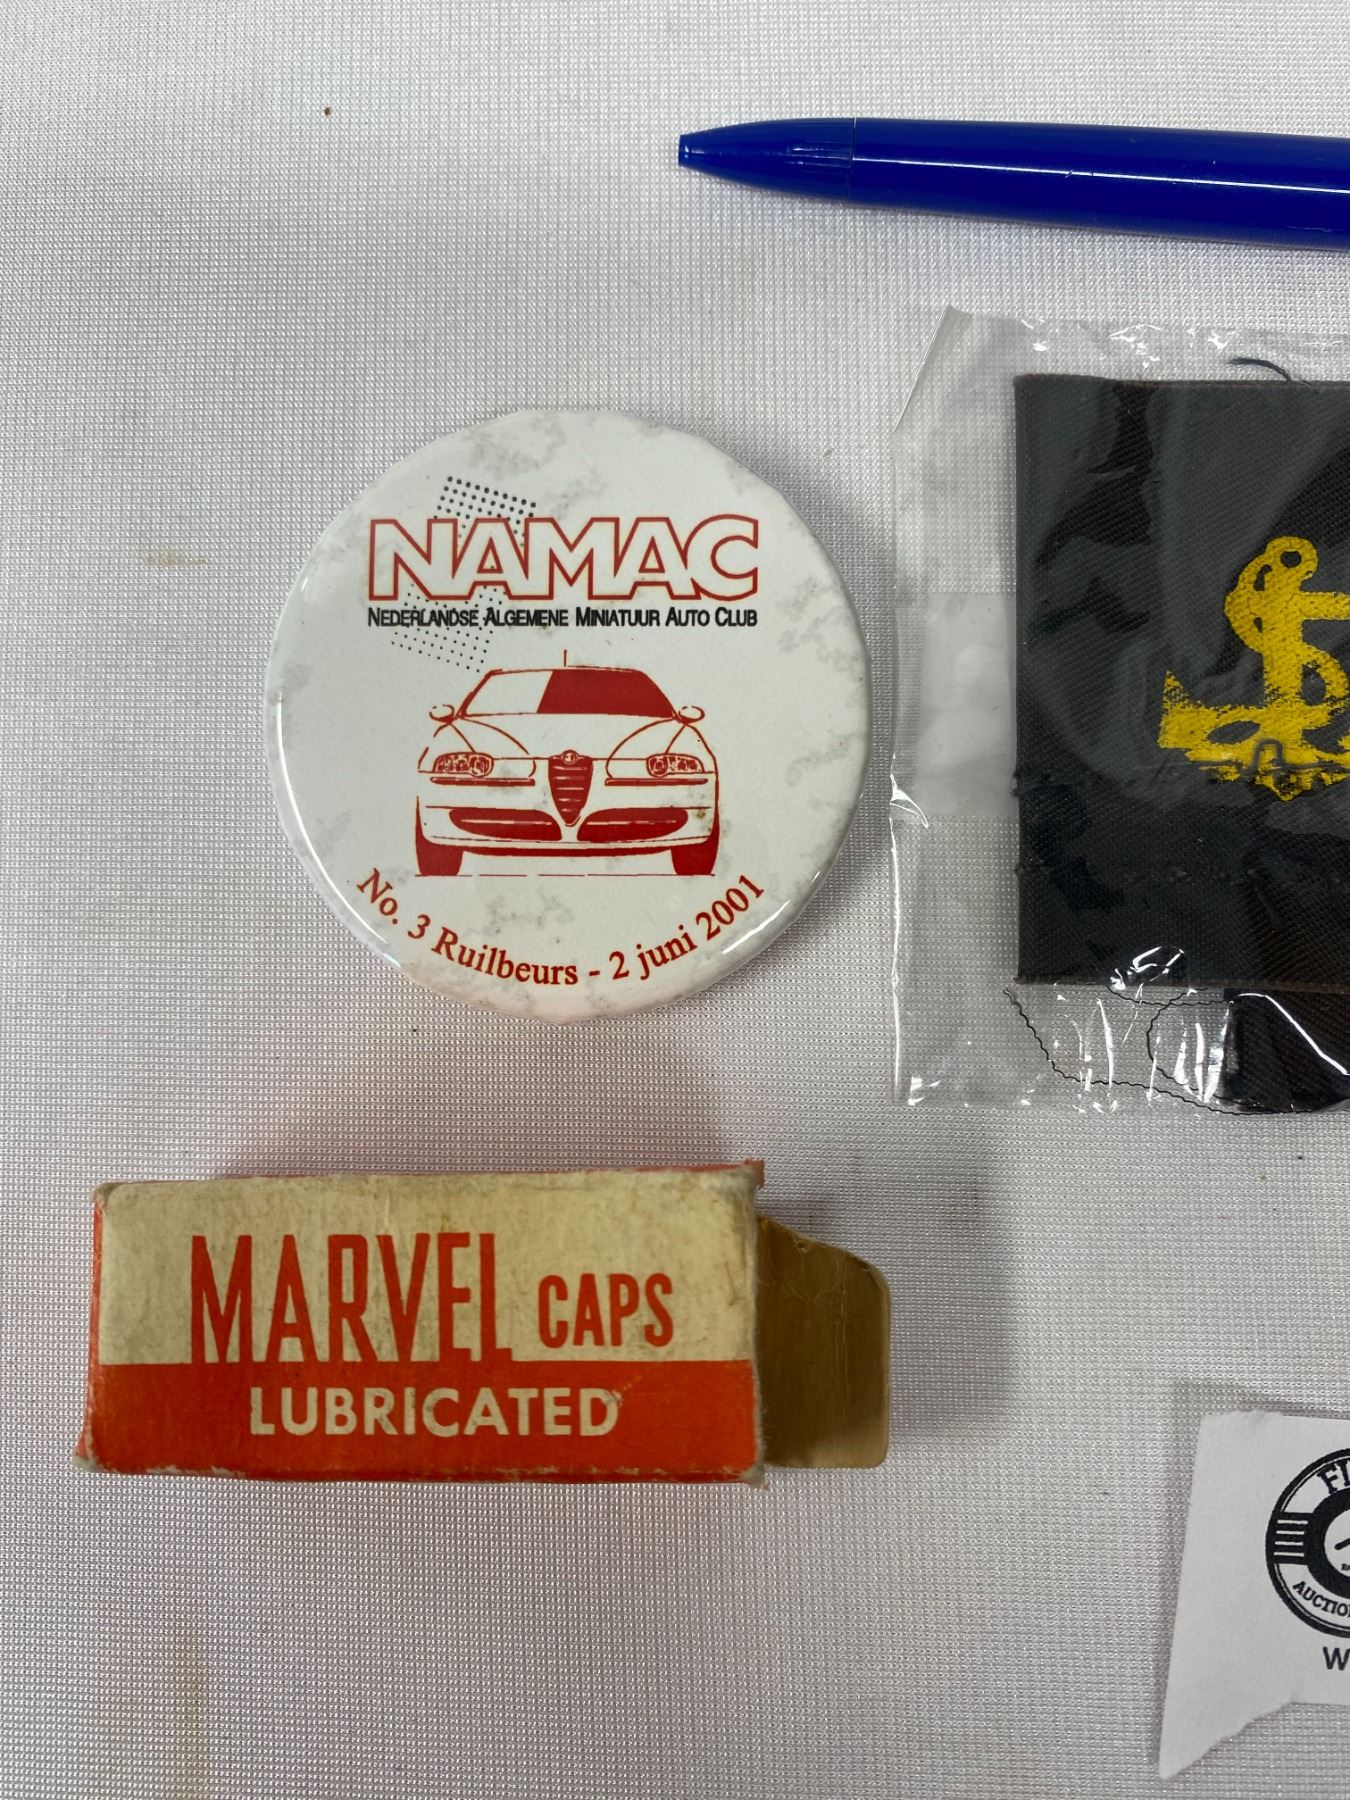 NAMAC
NEDERLANDSE ALGEMENE MINIATUUR AUTO CLUB
No. 3 Ruilbeurs - 2 juni 2001
MARVEL CAPS
LUBRICATED